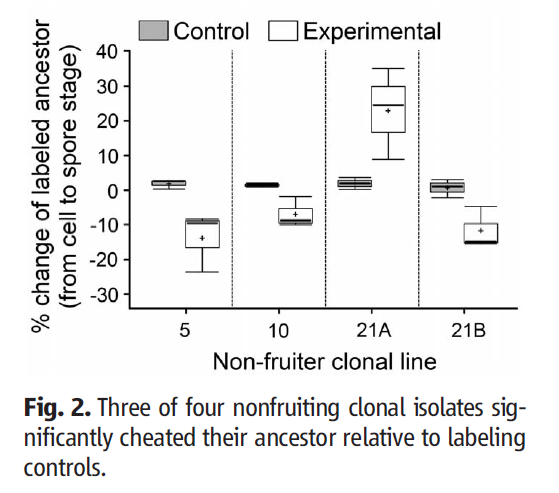 Control Experimental
% change of labeled ancestor
(from cell to spore stage)
40
30
20
10
0
-10
-20
-30
5 10 21A 21B
Non-fruiter clonal line
Fig. 2. Three of four nonfruiting clonal isolates sig-
nificantly cheated their ancestor relative to labeling
controls.